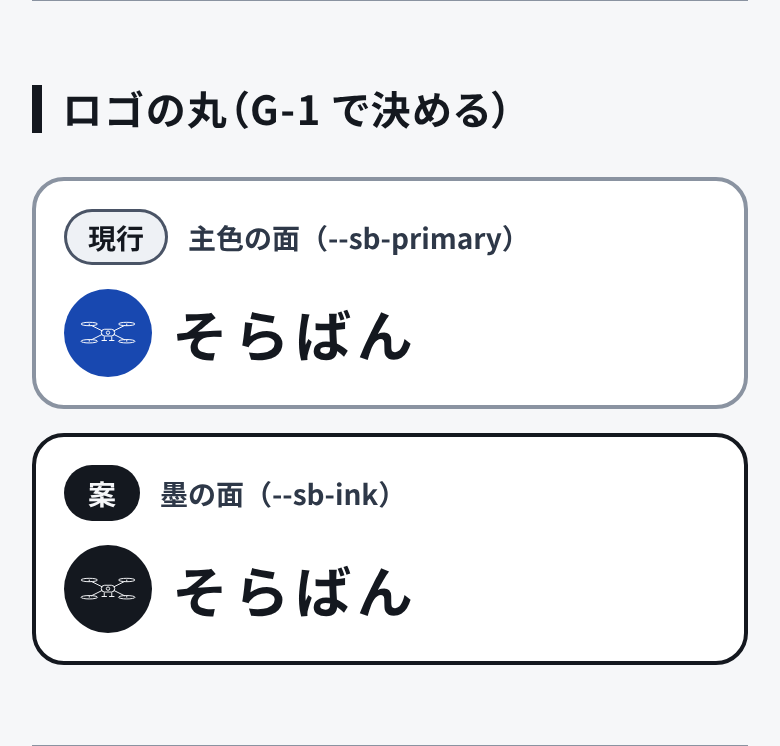 ロゴの丸（G-1 で決める）
現行 主色の面（--sb-primary）
そらばん
案 墨の面（--sb-ink）
そらばん